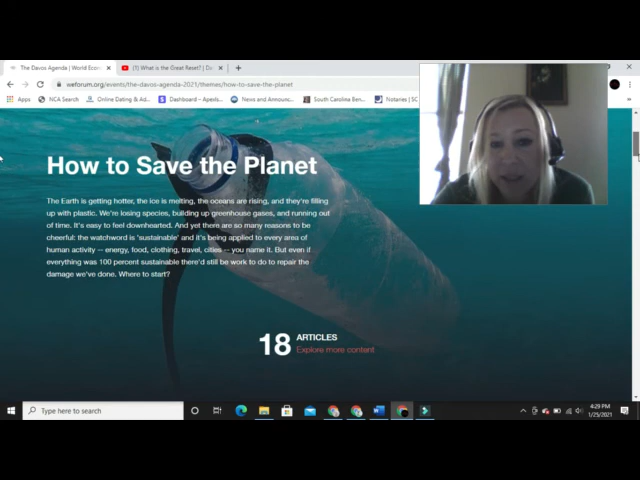 The Davos Agenda | World Econ
(1) What is the Great Reset? | Da
weforum.org/events/the-davos-agenda-2021/themes/how-to-save-the-planet
Apps
NCA Search
Online Dating & Ad...
Dashboard – Apexls...
News and Announc...
South Carolina Ben...
Notaries | SC
How to Save the Planet
The Earth is getting hotter, the ice is melting, the oceans are rising, and they're filling
up with plastic. We're losing species, building up greenhouse gases, and running out
of time. It's easy to feel downhearted. And yet there are so many reasons to be
cheerful: the watchword is 'sustainable' and it's being applied to every area of
human activity -- energy, food, clothing, travel, cities -- you name it. But even if
everything was 100 percent sustainable there'd still be work to do to repair the
damage we've done. Where to start?
18 ARTICLES
Explore more content
Type here to search
4:29 PM
1/25/2021